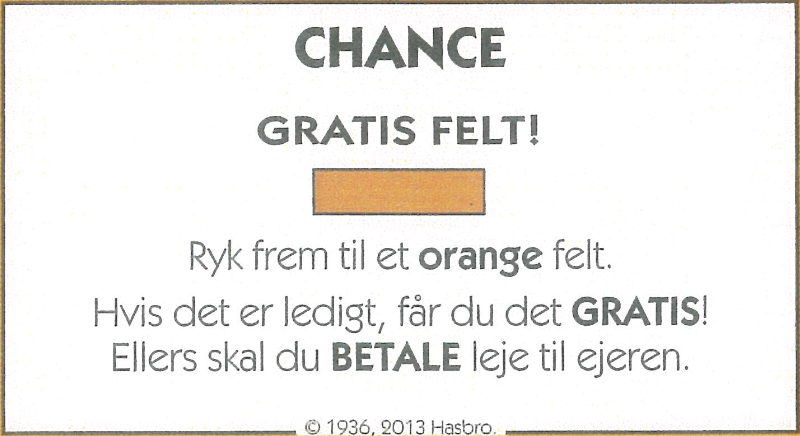 CHANCE
GRATIS FELT!
Ryk frem til et orange felt.
Hvis det er ledigt, får du det GRATIS!
Ellers skal du BETALE leje til ejeren.
© 1936, 2013 Hasbro.